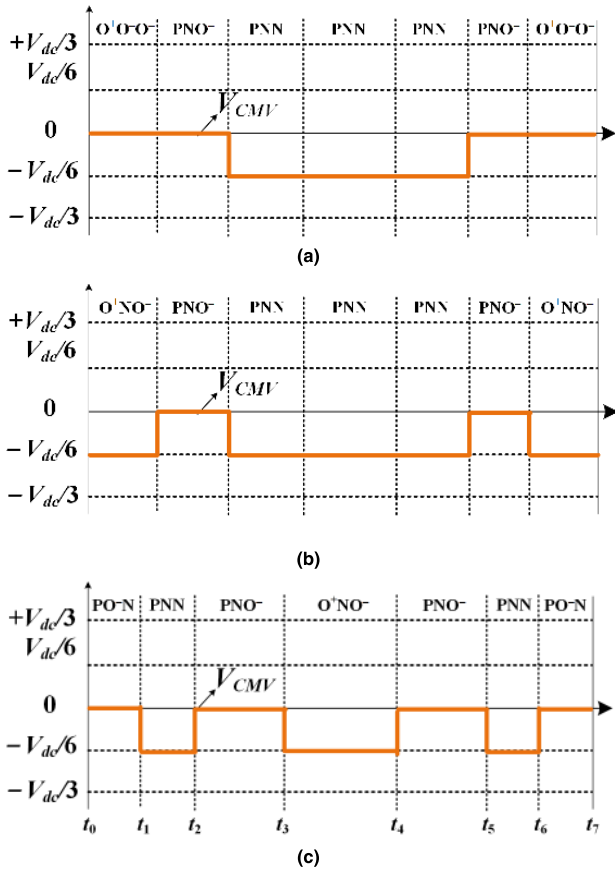 O⁺O⁻O⁻ PNO⁻ PNN PNN PNN PNO⁻ O⁺O⁻O⁻
+V_dc/3
V_dc/6
V_CMV
0
−V_dc/6
−V_dc/3
(a)
O⁺NO⁻ PNO⁻ PNN PNN PNN PNO⁻ O⁺NO⁻
+V_dc/3
V_dc/6
V_CMV
0
−V_dc/6
−V_dc/3
(b)
PO⁻N PNN PNO⁻ O⁺NO⁻ PNO⁻ PNN PO⁻N
+V_dc/3
V_dc/6
V_CMV
0
−V_dc/6
−V_dc/3
t₀ t₁ t₂ t₃ t₄ t₅ t₆ t₇
(c)